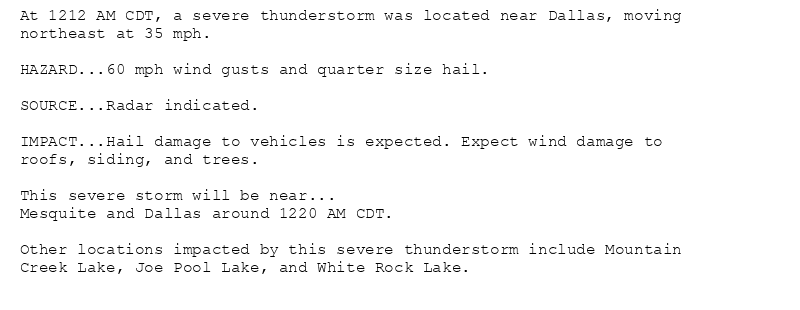 At 1212 AM CDT, a severe thunderstorm was located near Dallas, moving
northeast at 35 mph.
HAZARD...60 mph wind gusts and quarter size hail.
SOURCE...Radar indicated.
IMPACT...Hail damage to vehicles is expected. Expect wind damage to
roofs, siding, and trees.
This severe storm will be near...
Mesquite and Dallas around 1220 AM CDT.
Other locations impacted by this severe thunderstorm include Mountain
Creek Lake, Joe Pool Lake, and White Rock Lake.